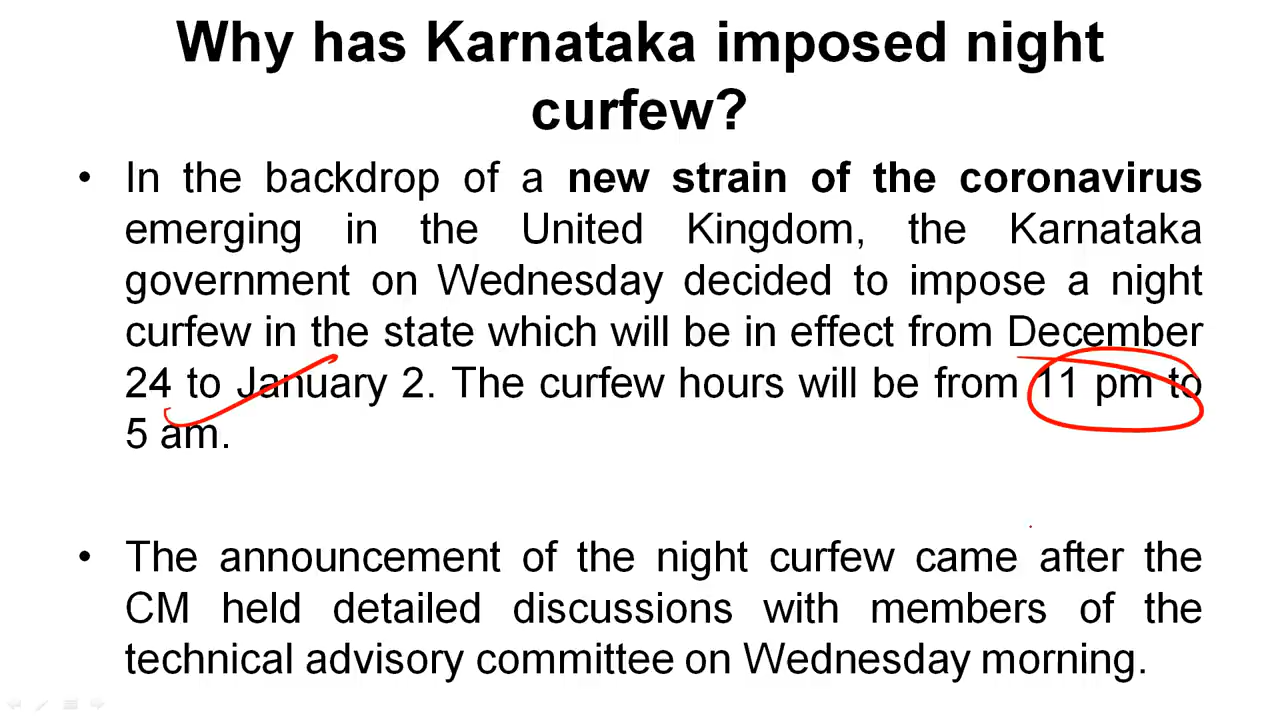 Why has Karnataka imposed night
curfew?
• In the backdrop of a new strain of the coronavirus
emerging in the United Kingdom, the Karnataka
government on Wednesday decided to impose a night
curfew in the state which will be in effect from December
24 to January 2. The curfew hours will be from 11 pm to
5 am.
• The announcement of the night curfew came after the
CM held detailed discussions with members of the
technical advisory committee on Wednesday morning.